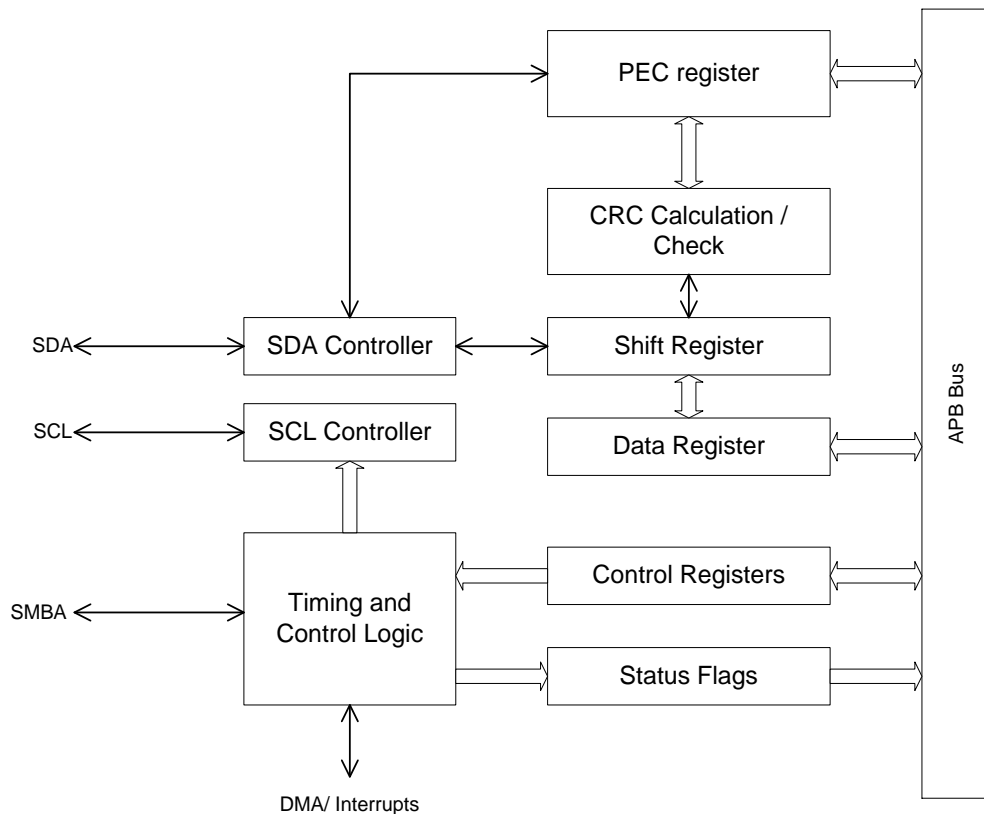 PEC register
CRC Calculation /
Check
SDA
SDA Controller
Shift Register
SCL
SCL Controller
Data Register
APB Bus
Control Registers
SMBA
Timing and
Control Logic
Status Flags
DMA/ Interrupts